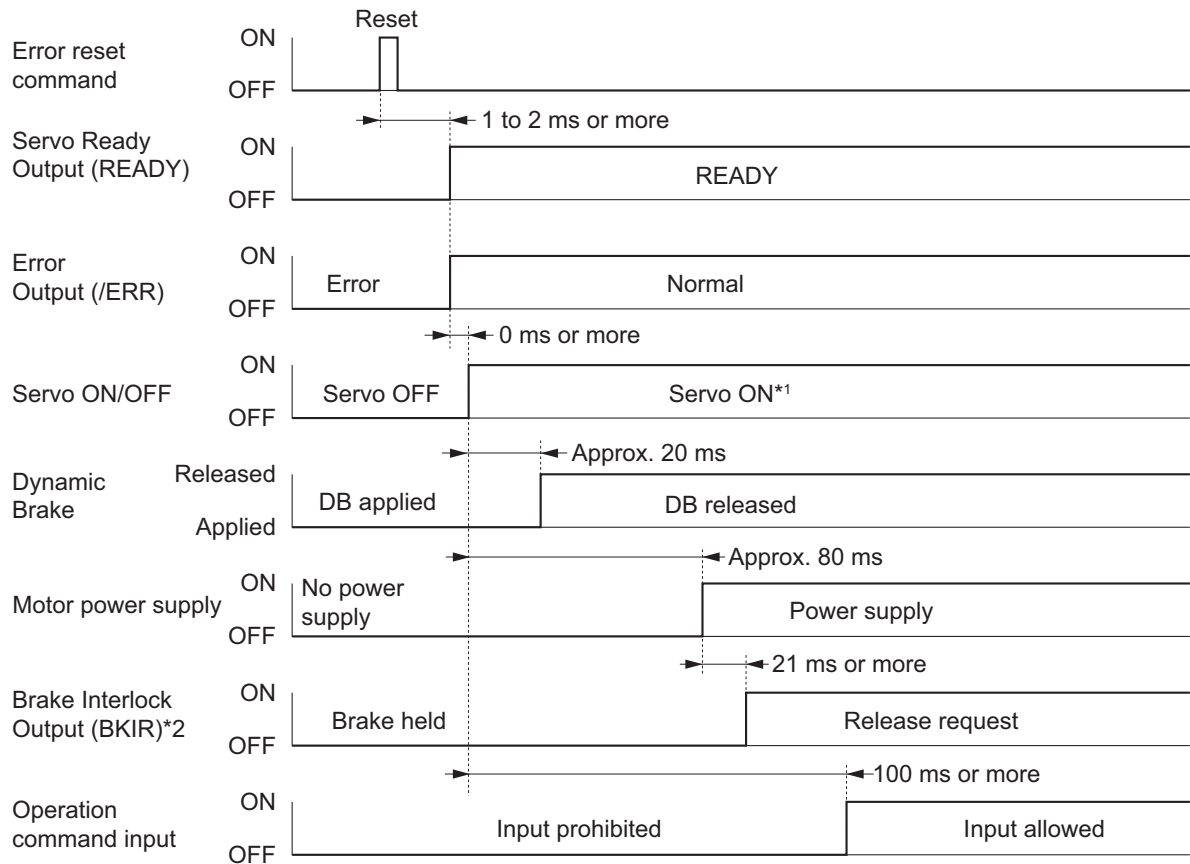 Reset
Error reset
command
ON
OFF
1 to 2 ms or more
Servo Ready
Output (READY)
ON
OFF
READY
Error
Output (/ERR)
ON
OFF
Error
Normal
0 ms or more
Servo ON/OFF
ON
OFF
Servo OFF
Servo ON*1
Approx. 20 ms
Dynamic
Brake
Released
Applied
DB applied
DB released
Approx. 80 ms
Motor power supply
ON
OFF
No power
supply
Power supply
21 ms or more
Brake Interlock
Output (BKIR)*2
ON
OFF
Brake held
Release request
100 ms or more
Operation
command input
ON
OFF
Input prohibited
Input allowed